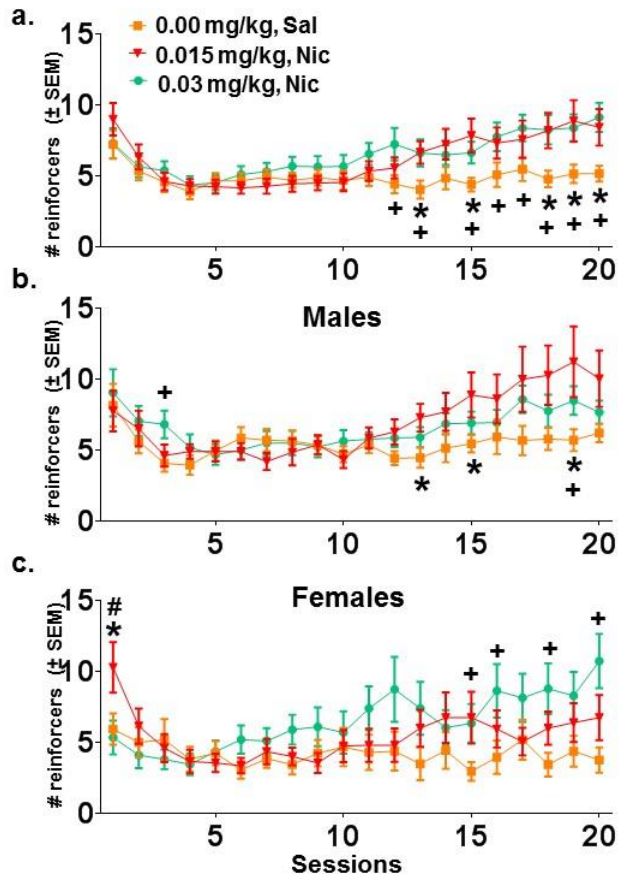 a.
0.00 mg/kg, Sal
0.015 mg/kg, Nic
0.03 mg/kg, Nic
# reinforcers (± SEM)
15
10
5
0
5 10 15 20
+ * + * + + + * + * + * +
b.
Males
# reinforcers (± SEM)
15
10
5
0
5 10 15 20
+ * * * +
c.
Females
# reinforcers (± SEM)
15
10
5
0
5 10 15 20
# * + + + +
Sessions